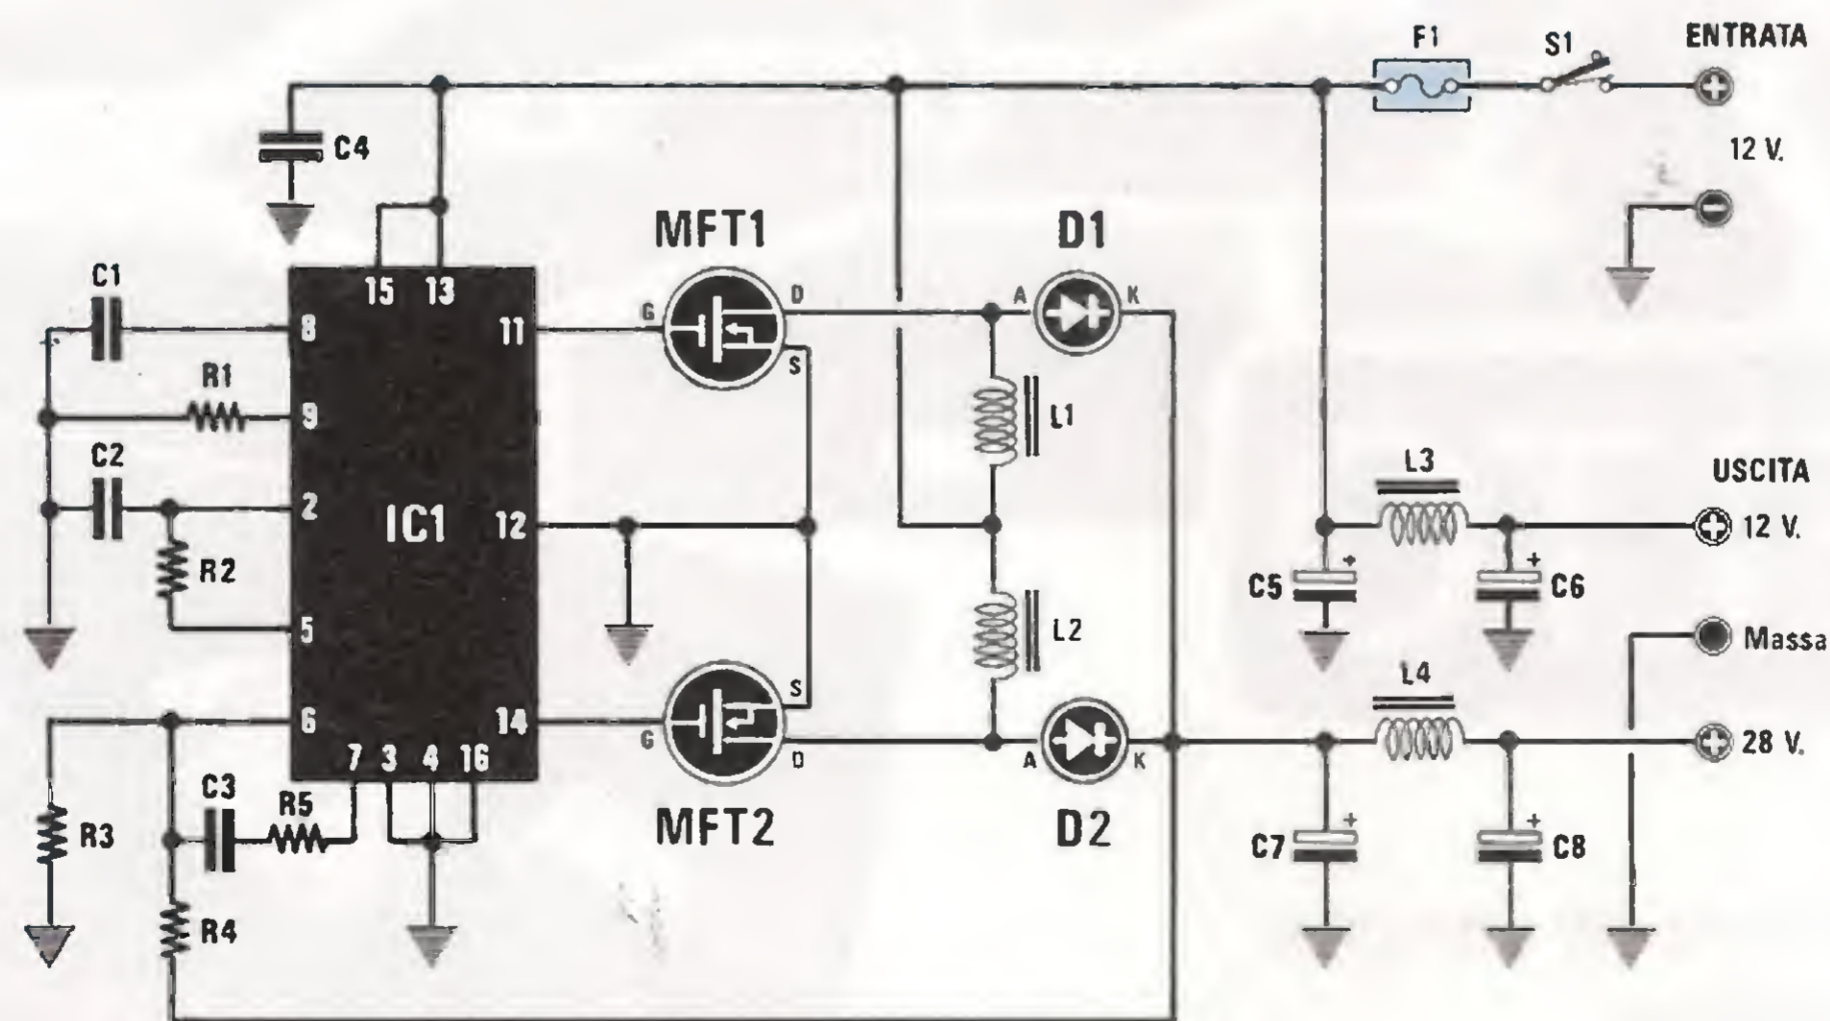 F1
S1
ENTRATA
C4
12 V.
MFT1
D1
C1
15
13
G
D
A
K
8
11
S
R1
9
L1
C2
L3
USCITA
2
IC1
12
12 V.
R2
C5
+
+
C6
5
L2
Massa
L4
6
14
S
28 V.
G
D
A
K
7
3
4
16
C3
R5
MFT2
D2
R3
C7
+
+
C8
R4